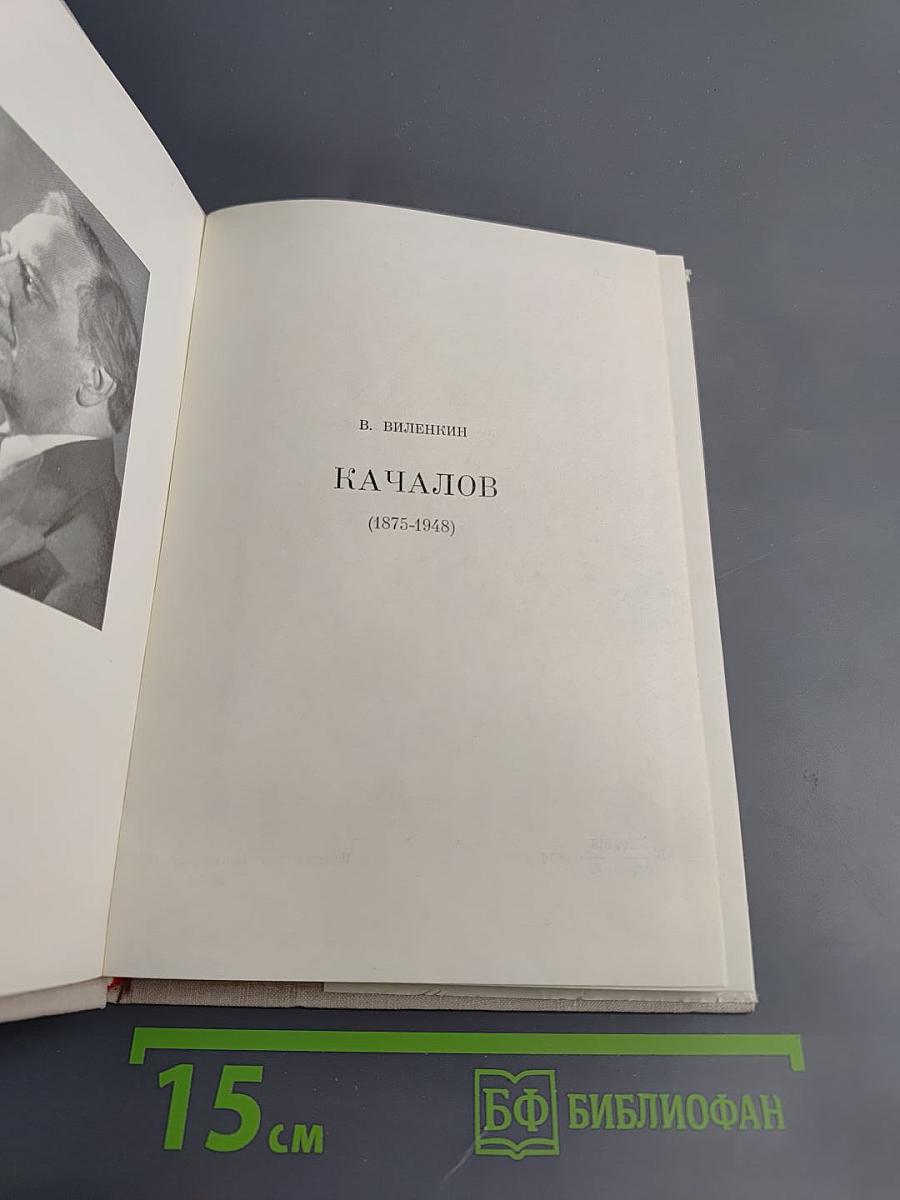 В. ВИЛЕНКИН
КАЧАЛОВ
(1875-1948)
15 см
БФ БИБЛИОФАН